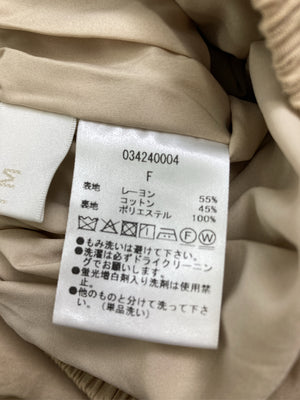 034240004
F
表地 レーヨン 55%
コットン 45%
裏地 ポリエステル 100%
P F W
●もみ洗いは避けて下さい。
●洗濯は必ずドライクリーニン
グでお願いします。
●蛍光増白剤入り洗剤は使用禁
止。
●他のものと分けて洗って下さ
い。（単品洗い）
M